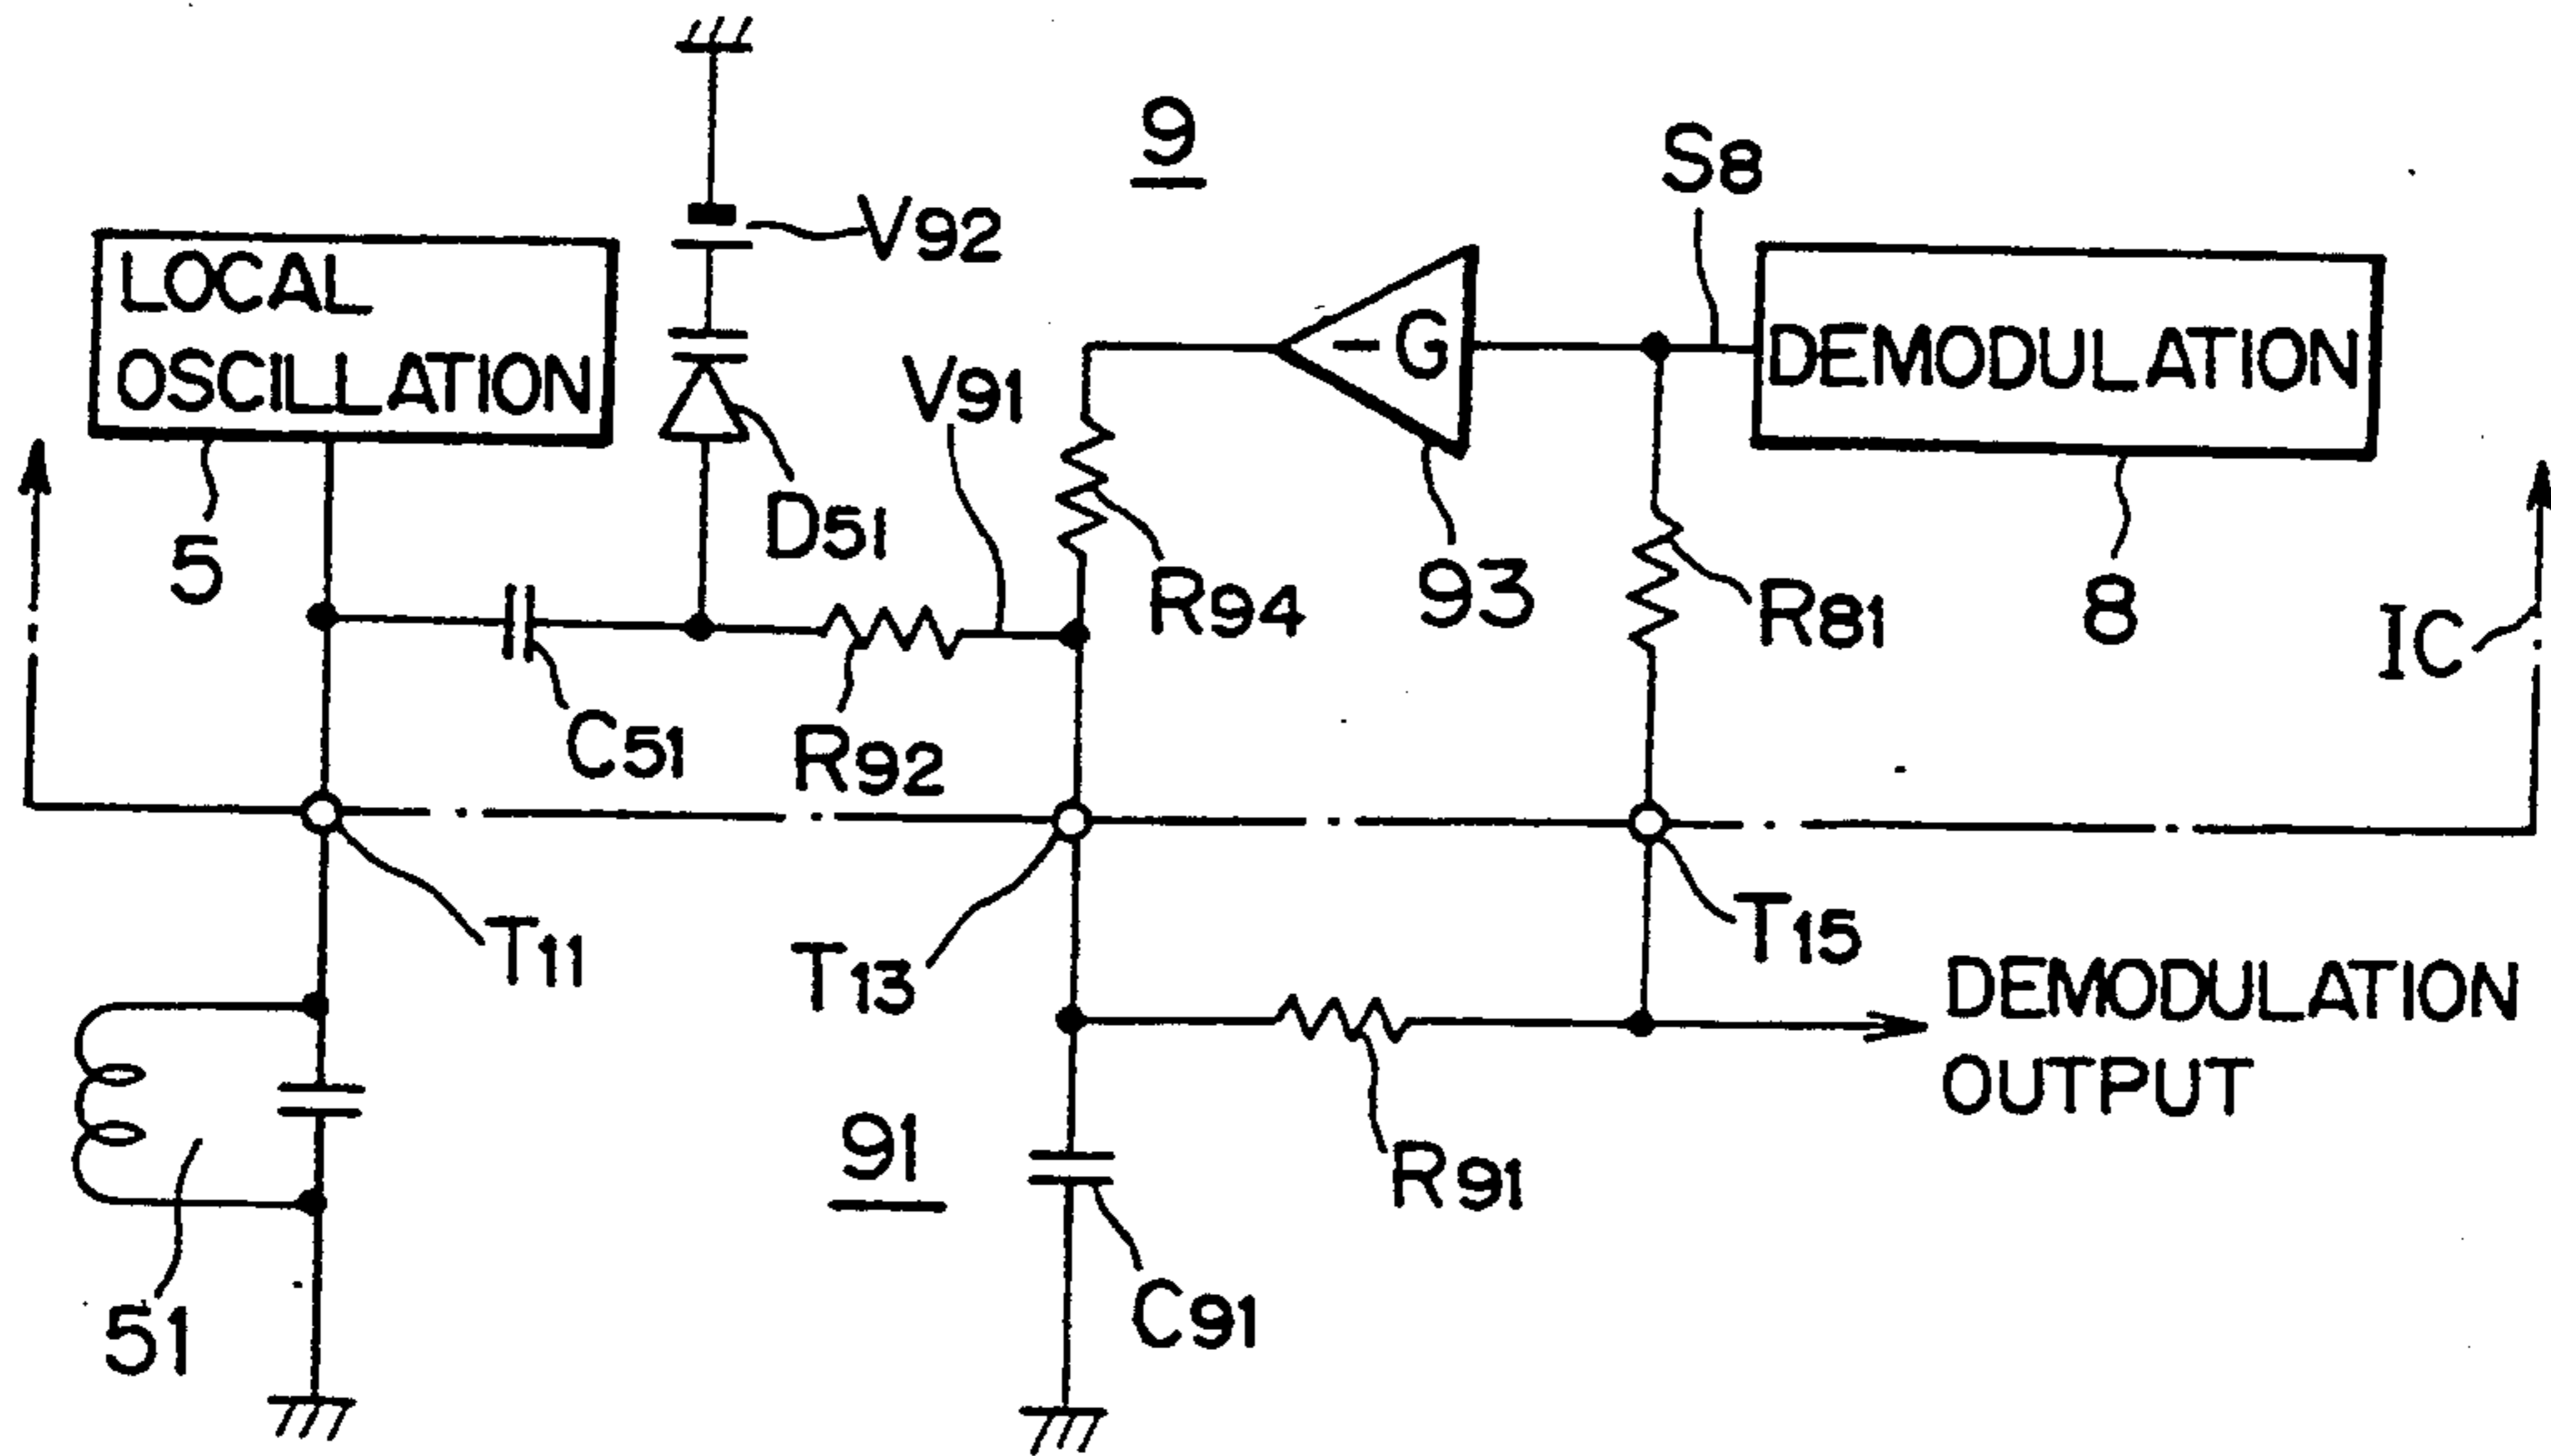 9
S8
V92
LOCAL
OSCILLATION
-G
DEMODULATION
V91
D51
5
R94
93
R81
8
IC
C51
R92
T11
T13
T15
DEMODULATION
OUTPUT
91
R91
51
C91